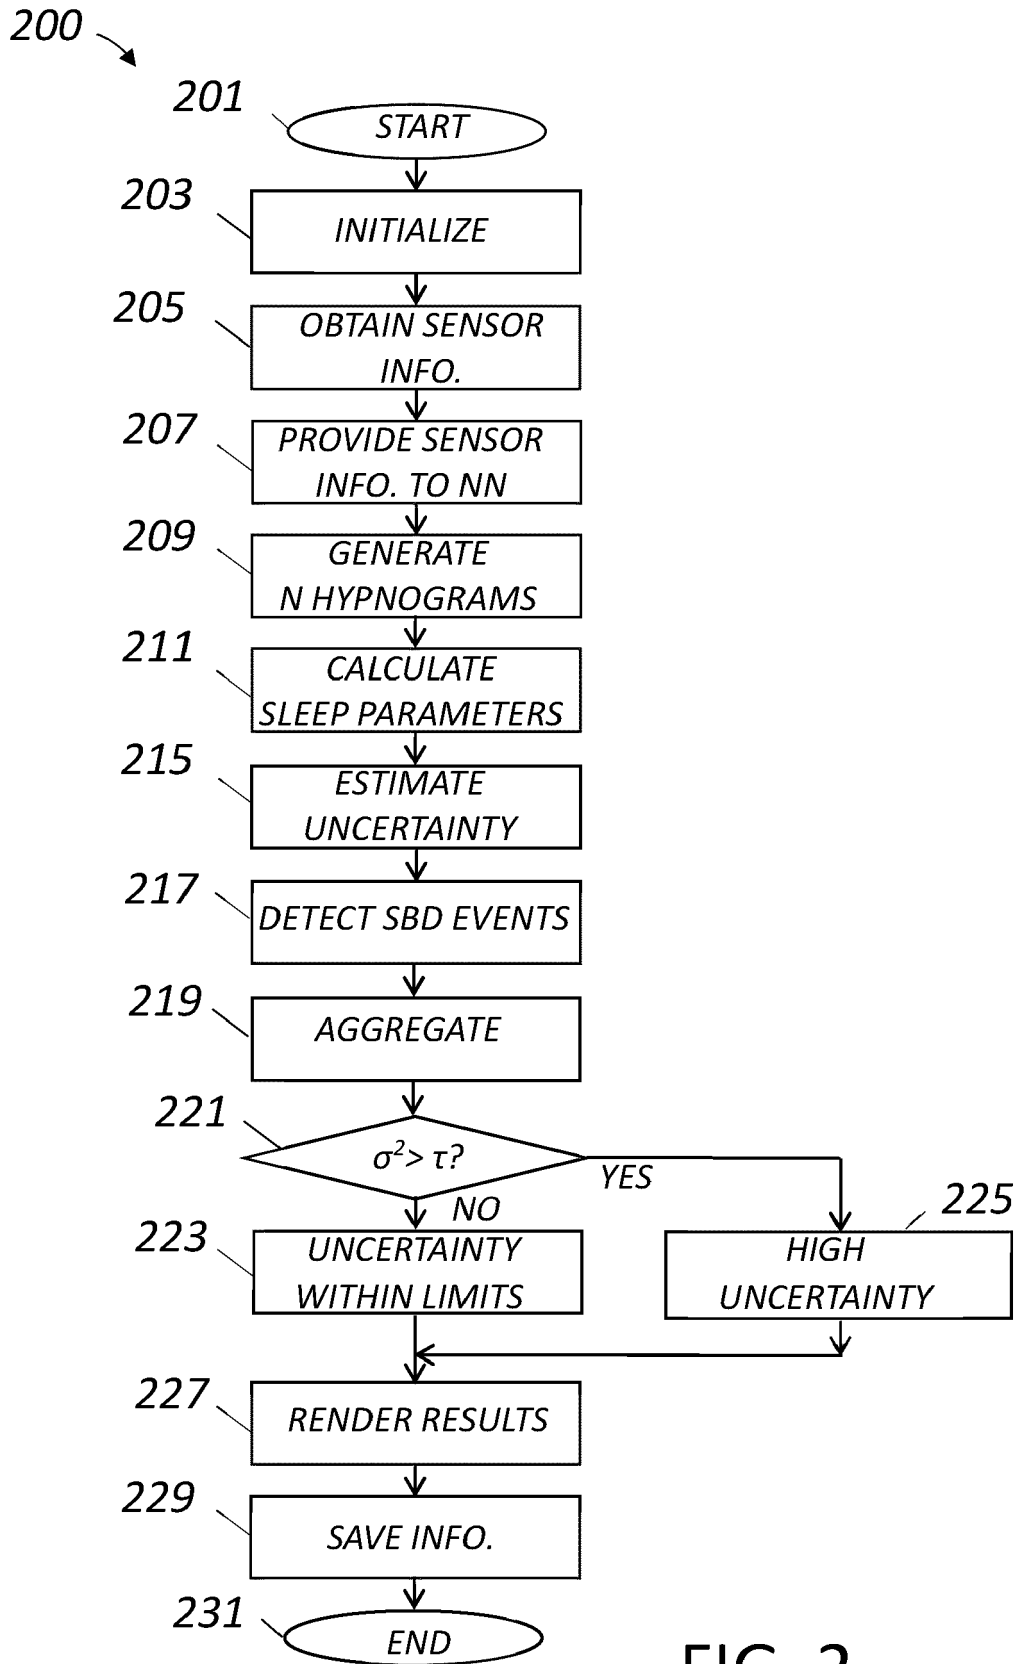 200
201
START
203
INITIALIZE
205
OBTAIN SENSOR
INFO.
207
PROVIDE SENSOR
INFO. TO NN
209
GENERATE
N HYPNOGRAMS
211
CALCULATE
SLEEP PARAMETERS
215
ESTIMATE
UNCERTAINTY
217
DETECT SBD EVENTS
219
AGGREGATE
221
σ²> τ?
YES
NO
223
UNCERTAINTY
WITHIN LIMITS
225
HIGH
UNCERTAINTY
227
RENDER RESULTS
229
SAVE INFO.
231
END
FIG. 2